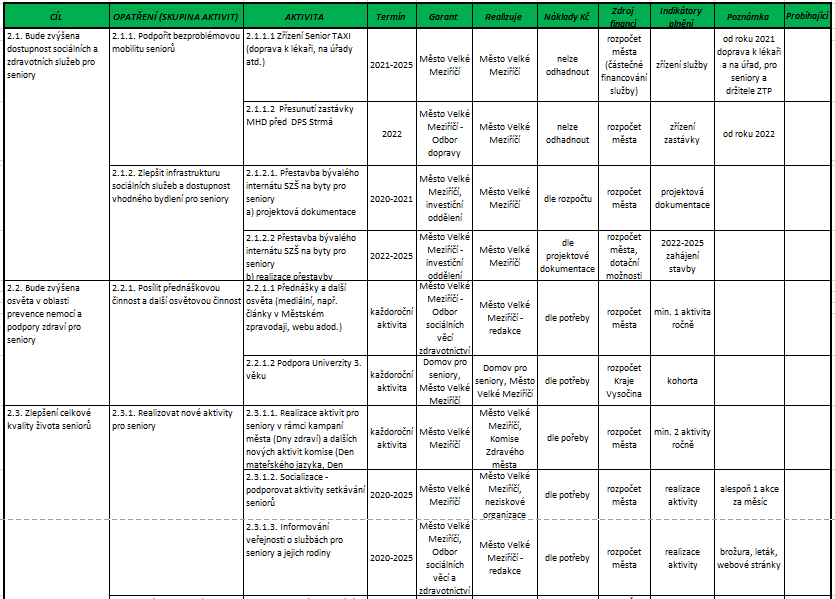 CÍL
OPATŘENÍ (SKUPINA AKTIVIT)
AKTIVITA
Termín
Garant
Realizuje
Náklady Kč
Zdroj
financí
Indikátory
plnění
Poznámka
Probíhající
2.1. Bude zvýšena
dostupnost sociálních a
zdravotních služeb pro
seniory
2.1.1. Podpořit bezproblémovou
mobilitu seniorů
2.1.1.1 Zřízení Senior TAXI
(doprava k lékaři, na úřady
atd.)
2021-2025
Město Velké
Meziříčí
Město Velké
Meziříčí
nelze
odhadnout
rozpočet
města
(částečné
financování
služby)
zřízení služby
od roku 2021
doprava k lékaři
a na úřad, pro
seniory a
držitele ZTP
2.1.1.2 Přesunutí zastávky
MHD před DPS Strmá
2022
Město Velké
Meziříčí -
Odbor
dopravy
Město Velké
Meziříčí
nelze
odhadnout
rozpočet
města
zřízení
zastávky
od roku 2022
2.1.2. Zlepšit infrastrukturu
sociálních služeb a dostupnost
vhodného bydlení pro seniory
2.1.2.1. Přestavba bývalého
internátu SZŠ na byty pro
seniory
a) projektová dokumentace
2020-2021
Město Velké
Meziříčí,
investiční
oddělení
Město Velké
Meziříčí
dle rozpočtu
rozpočet
města
projektová
dokumentace
2.1.2.2 Přestavba bývalého
internátu SZŠ na byty pro
seniory
b) realizace přestavby
2022-2025
Město Velké
Meziříčí -
investiční
oddělení
Město Velké
Meziříčí
dle
projektové
dokumentace
rozpočet
města,
dotační
možnosti
2022-2025
zahájení
stavby
2.2. Bude zvýšena
osvěta v oblasti
prevence nemocí a
podpory zdraví pro
seniory
2.2.1. Posílit přednáškovou
činnost a další osvětovou činnost
2.2.1.1 Přednášky a další
osvěta (mediální, např.
články v Městském
zpravodaji, webu adod.)
každoroční
aktivita
Město Velké
Meziříčí -
Odbor
sociálních
věcí
zdravotnictví
Město Velké
Meziříčí -
redakce
dle potřeby
rozpočet
města
min. 1 aktivita
ročně
2.2.1.2 Podpora Univerzity 3.
věku
každoroční
aktivita
Domov pro
seniory,
Město Velké
Meziříčí
Domov pro
seniory, Město
Velké Meziříčí
dle potřeby
rozpočet
Kraje
Vysočina
kohorta
2.3. Zlepšení celkové
kvality života seniorů
2.3.1. Realizovat nové aktivity
pro seniory
2.3.1.1. Realizace aktivit pro
seniory v rámci kampaní
města (Dny zdraví) a dalších
nových aktivit komise (Den
mateřského jazyka, Den
každoroční
aktivita
Město Velké
Meziříčí
Město Velké
Meziříčí,
Komise
Zdravého
města
dle pořeby
rozpočet
města
min. 2 aktivity
ročně
2.3.1.2. Socializace -
podporovat aktivity setkávání
seniorů
2020-2025
Město Velké
Meziříčí
Město Velké
Meziříčí,
neziskové
organizace
dle potřeby
rozpočet
města
realizace
aktivity
alespoň 1 akce
za měsíc
2.3.1.3. Informování
veřejnosti o službách pro
seniory a jejich rodiny
2020-2025
Město Velké
Meziříčí,
Odbor
sociálních
věcí a
zdravotnictví
Město Velké
Meziříčí -
redakce
dle potřeby
rozpočet
města
realizace
aktivity
brožura, leták,
webové stránky